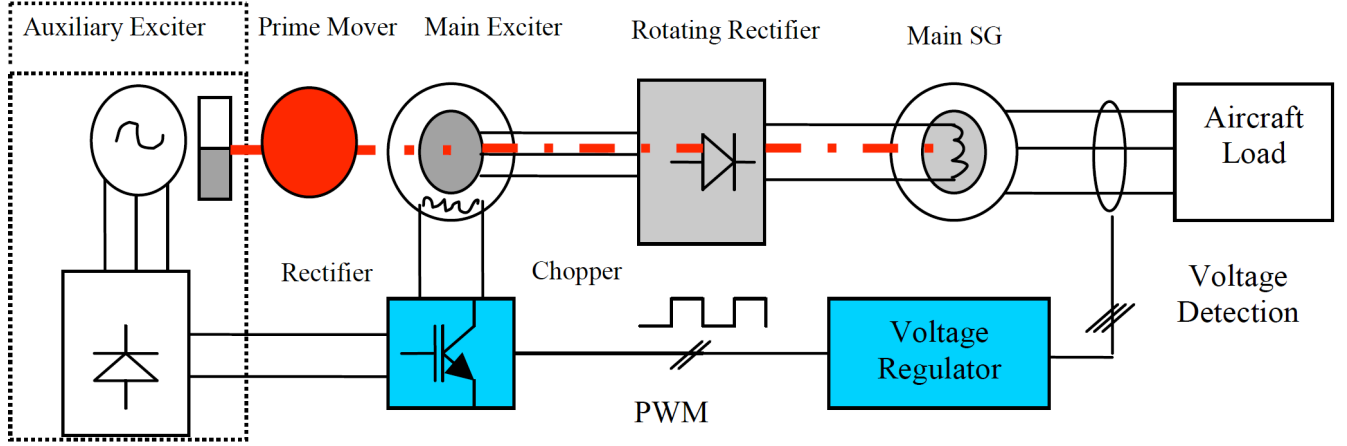 Auxiliary Exciter
Prime Mover
Main Exciter
Rotating Rectifier
Main SG
Aircraft
Load
Rectifier
Chopper
Voltage
Detection
Voltage
Regulator
PWM